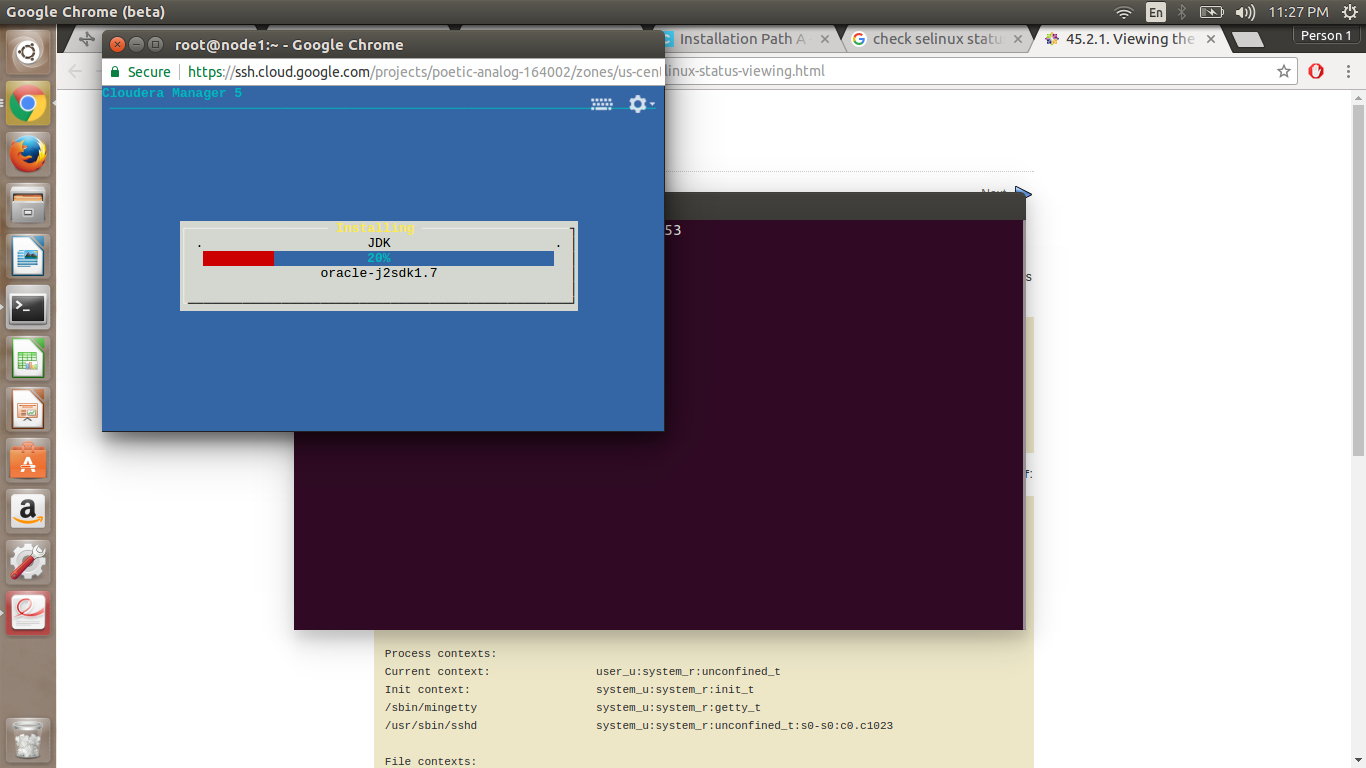 Google Chrome (beta)
En
11:27 PM
Installation Path A
check selinux statu
45.2.1. Viewing the
Person 1
root@node1:~ - Google Chrome
Secure
https://ssh.cloud.google.com/projects/poetic-analog-164002/zones/us-cen
linux-status-viewing.html
Cloudera Manager 5
Installing
JDK
20%
oracle-j2sdk1.7
Next
53
s
f:
Process contexts:
Current context: user_u:system_r:unconfined_t
Init context: system_u:system_r:init_t
/sbin/mingetty system_u:system_r:getty_t
/usr/sbin/sshd system_u:system_r:unconfined_t:s0-s0:c0.c1023
File contexts: